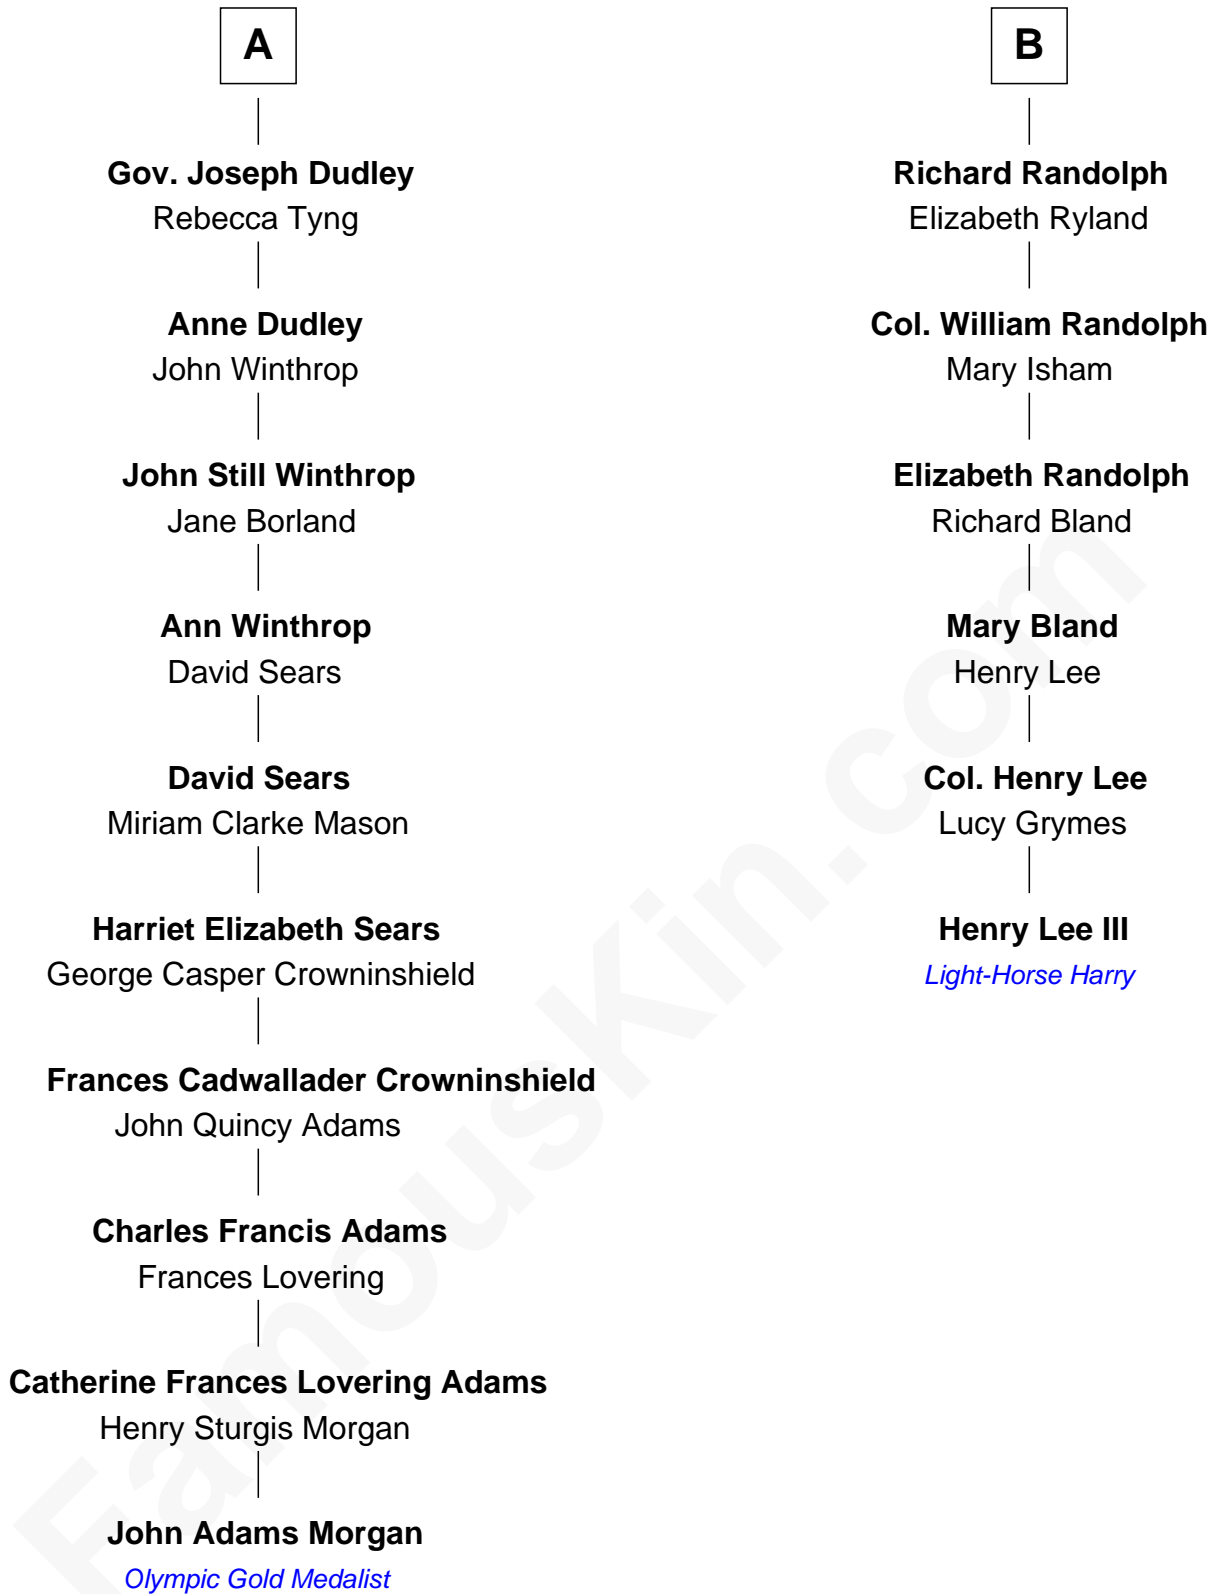 A
Gov. Joseph Dudley
Rebecca Tyng
Anne Dudley
John Winthrop
John Still Winthrop
Jane Borland
Ann Winthrop
David Sears
David Sears
Miriam Clarke Mason
Harriet Elizabeth Sears
George Casper Crowninshield
Frances Cadwallader Crowninshield
John Quincy Adams
Charles Francis Adams
Frances Lovering
Catherine Frances Lovering Adams
Henry Sturgis Morgan
John Adams Morgan
Olympic Gold Medalist
B
Richard Randolph
Elizabeth Ryland
Col. William Randolph
Mary Isham
Elizabeth Randolph
Richard Bland
Mary Bland
Henry Lee
Col. Henry Lee
Lucy Grymes
Henry Lee III
Light-Horse Harry
FamousKin.com